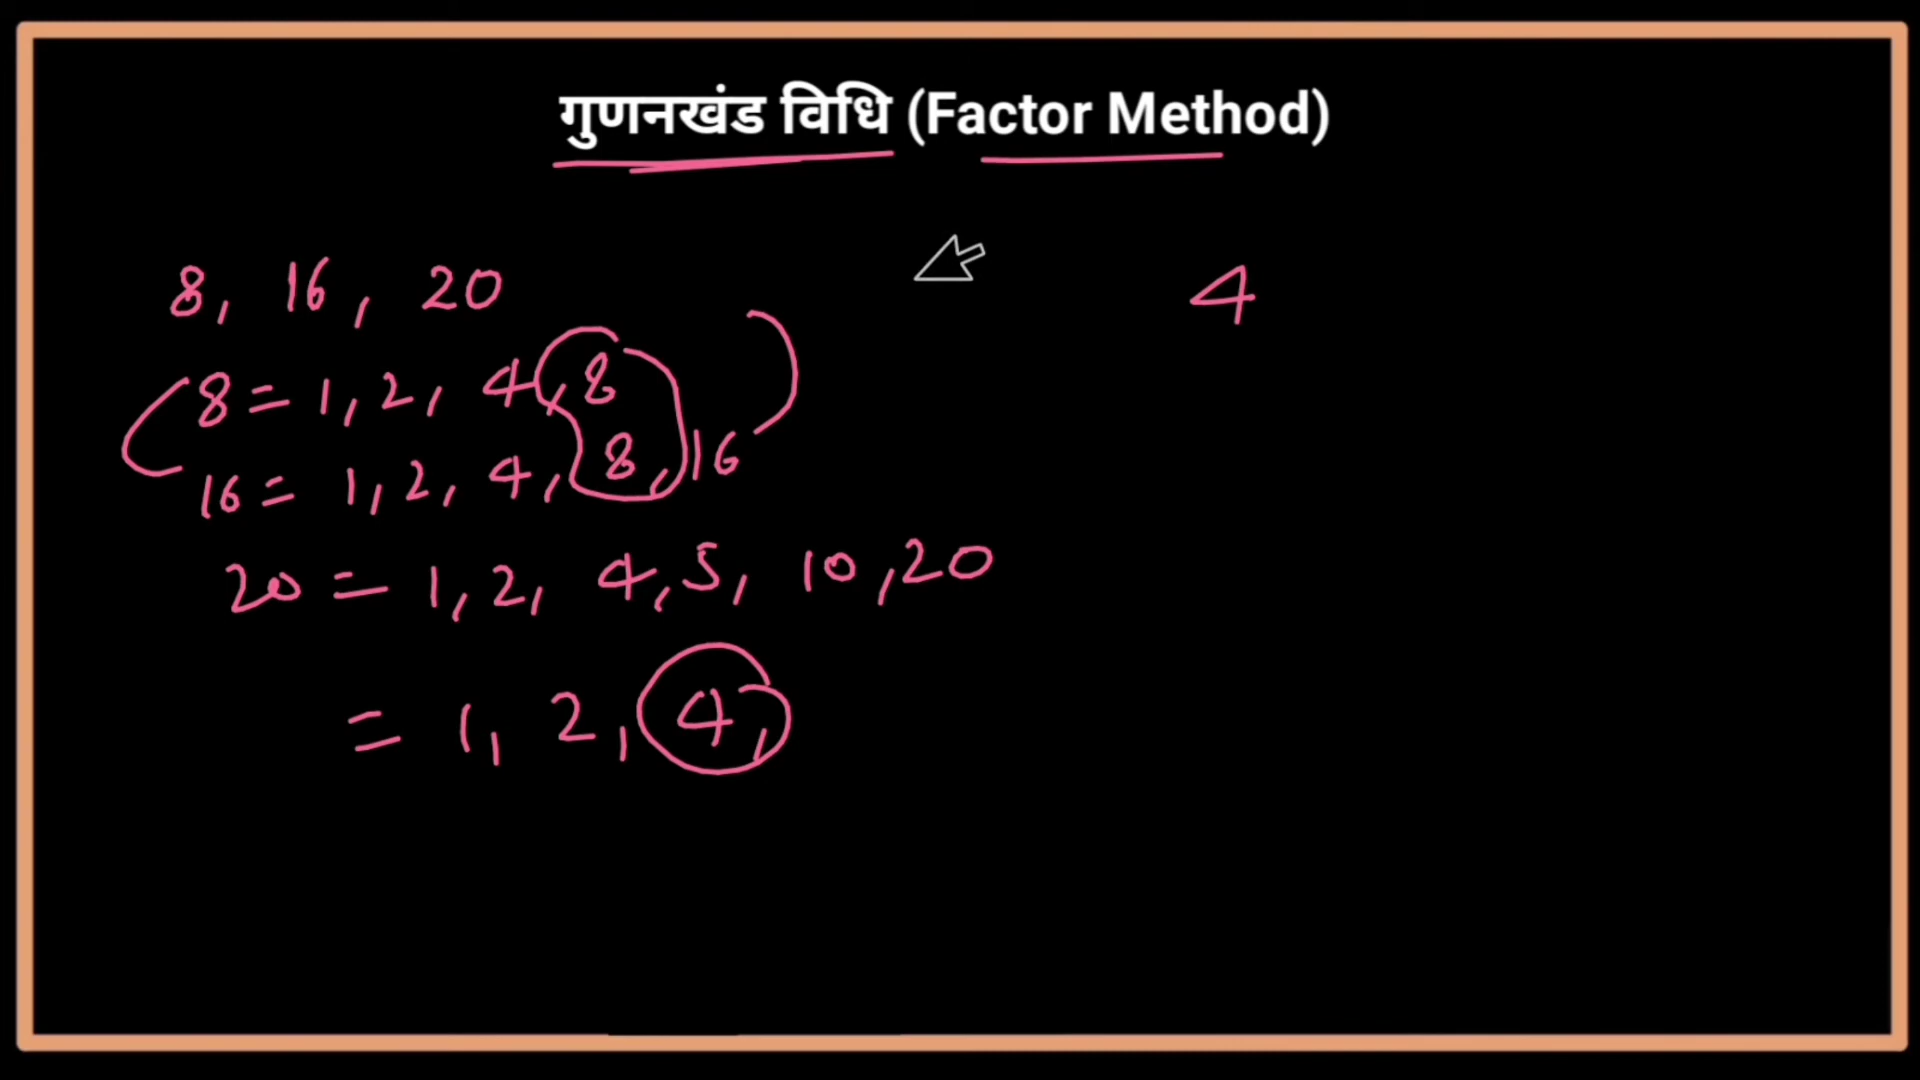 गुणनखंड विधि (Factor Method)
8, 16, 20
4
8 = 1, 2, 4, 8
16 = 1, 2, 4, 8, 16
20 = 1, 2, 4, 5, 10, 20
= 1, 2, 4,